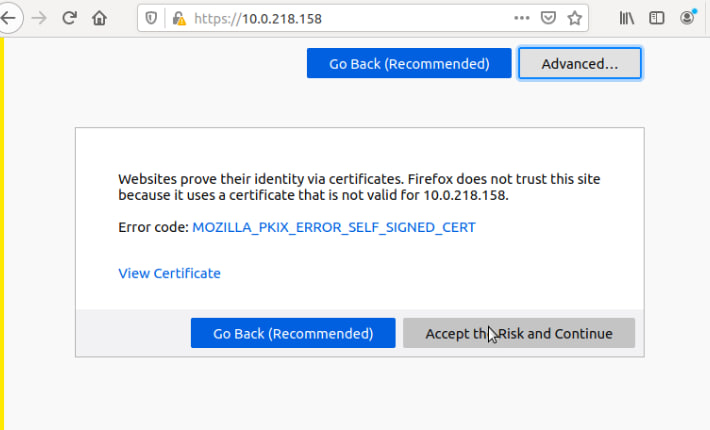 https://10.0.218.158
Go Back (Recommended) Advanced…
Websites prove their identity via certificates. Firefox does not trust this site
because it uses a certificate that is not valid for 10.0.218.158.
Error code: MOZILLA_PKIX_ERROR_SELF_SIGNED_CERT
View Certificate
Go Back (Recommended) Accept the Risk and Continue